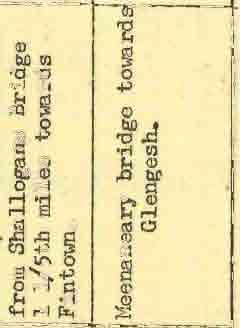 from Shallogans Bridge
1 1/5th miles towards
Fintown
Meenaneary bridge towards
Glengesh.